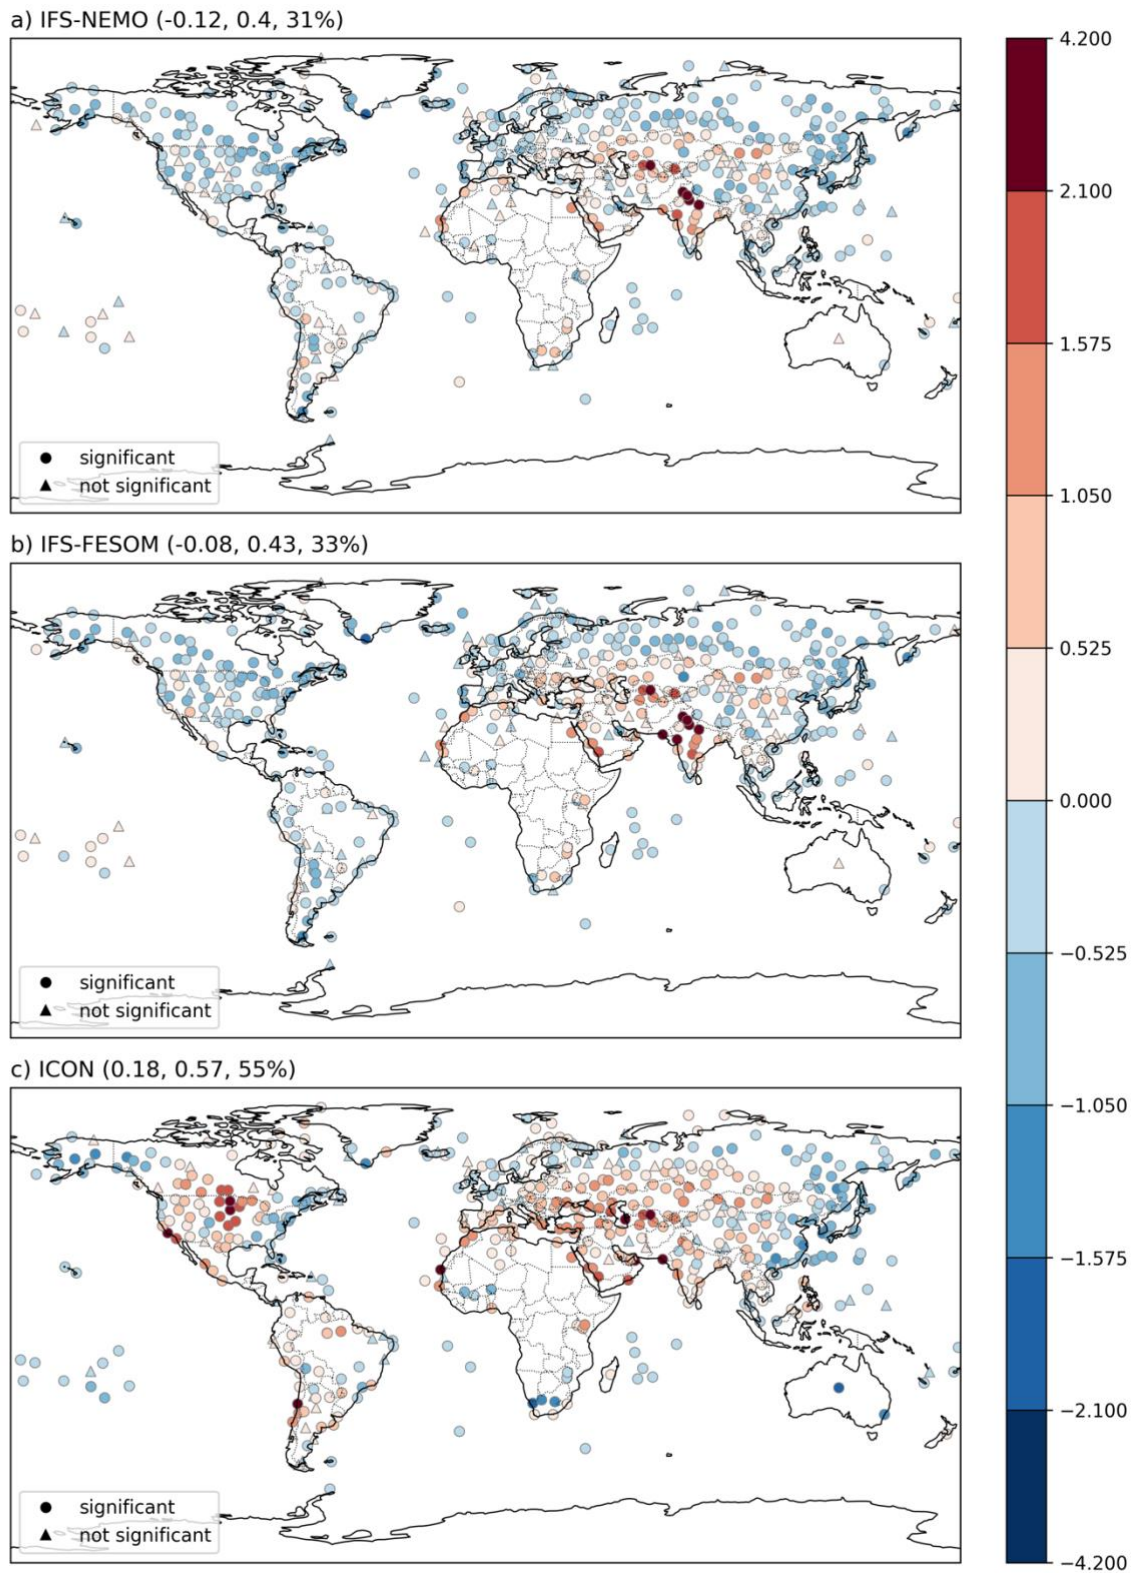 a) IFS-NEMO (-0.12, 0.4, 31%)
significant
not significant
b) IFS-FESOM (-0.08, 0.43, 33%)
significant
not significant
c) ICON (0.18, 0.57, 55%)
significant
not significant
4.200
2.100
1.575
1.050
0.525
0.000
−0.525
−1.050
−1.575
−2.100
−4.200